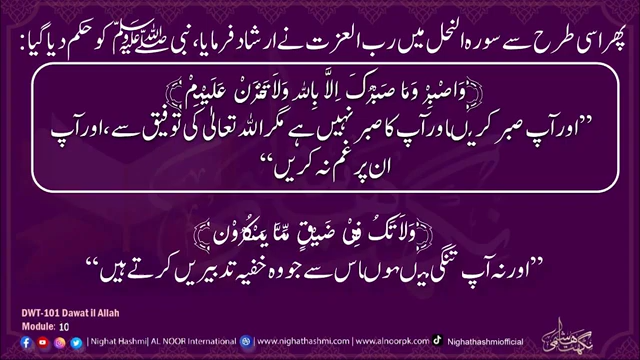 پھر اسی طرح سے سورہ النحل میں رب العزت نے ارشاد فرمایا، نبی ﷺ کو حکم دیا گیا:
﴿وَاصْبِرْ وَمَا صَبْرُكَ اِلَّا بِاللهِ وَلَا تَحْزَنْ عَلَيْهِمْ﴾
”اور آپ صبر کریں اور آپ کا صبر نہیں ہے مگر اللہ تعالیٰ کی توفیق سے، اور آپ
ان پر غم نہ کریں“
﴿وَلَا تَكُ فِيْ ضَيْقٍ مِّمَّا يَمْكُرُوْنَ﴾
”اور نہ آپ تنگی میں ہوں اس سے جو وہ خفیہ تدبیریں کرتے ہیں“
DWT-101 Dawat il Allah
Module: 10
| Nighat Hashmi| AL NOOR International | www.nighathashmi.com | www.alnoorpk.com Nighathashmiofficial